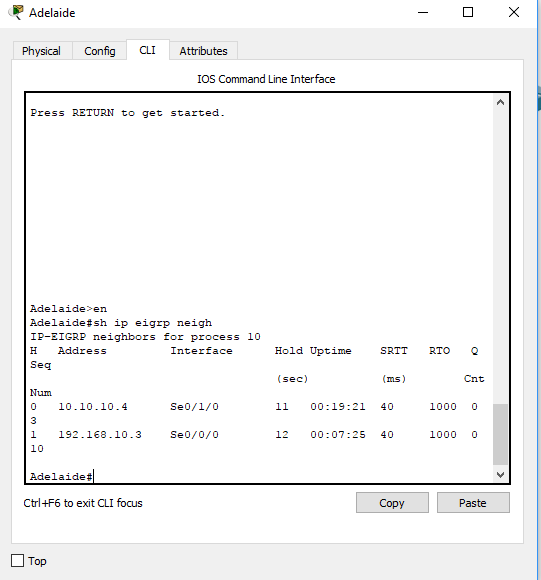 Adelaide
Physical Config CLI Attributes
IOS Command Line Interface
Press RETURN to get started.
Adelaide>en
Adelaide#sh ip eigrp neigh
IP-EIGRP neighbors for process 10
H Address Interface Hold Uptime SRTT RTO Q
Seq
(sec) (ms) Cnt
Num
0 10.10.10.4 Se0/1/0 11 00:19:21 40 1000 0
3
1 192.168.10.3 Se0/0/0 12 00:07:25 40 1000 0
10
Adelaide#
Ctrl+F6 to exit CLI focus Copy Paste
Top